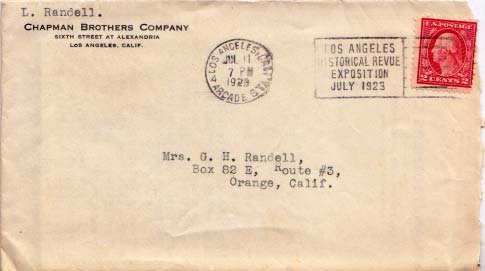 L. Randell.
CHAPMAN BROTHERS COMPANY
SIXTH STREET AT ALEXANDRIA
LOS ANGELES, CALIF.
LOS ANGELES, CALIF.
JUL 11
7 PM
1923
ARCADE STA.
LOS ANGELES
HISTORICAL REVUE
EXPOSITION
JULY 1923
U.S. POSTAGE
2 CENTS 2
Mrs. G. H. Randell,
Box 82 E, Route #3,
Orange, Calif.